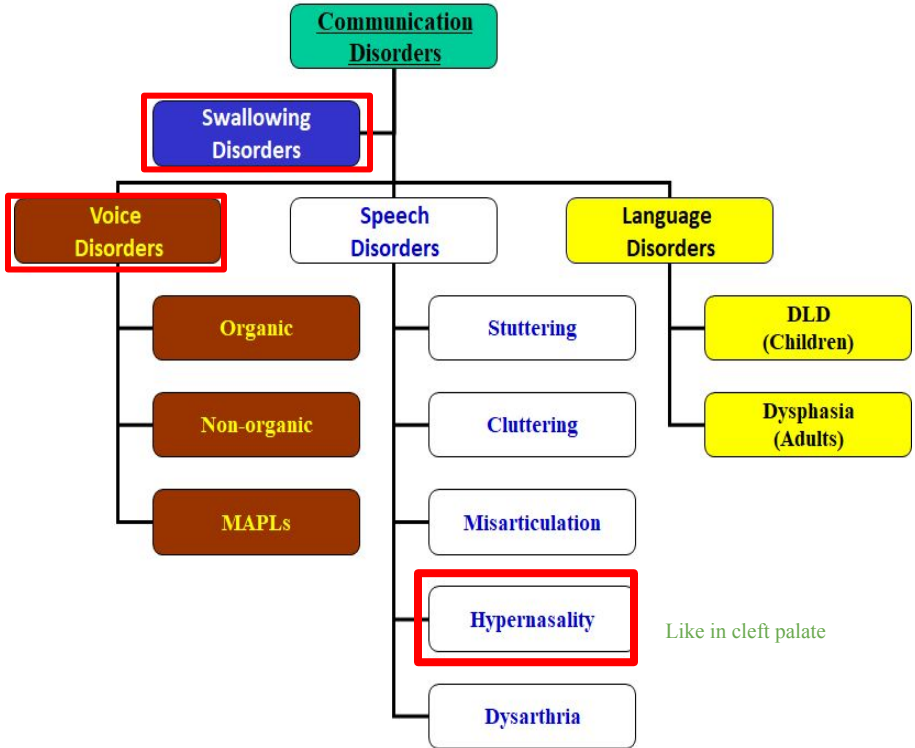 Communication
Disorders
Swallowing
Disorders
Voice
Disorders
Speech
Disorders
Language
Disorders
Organic
Non-organic
MAPLs
Stuttering
Cluttering
Misarticulation
Hypernasality
Like in cleft palate
Dysarthria
DLD
(Children)
Dysphasia
(Adults)